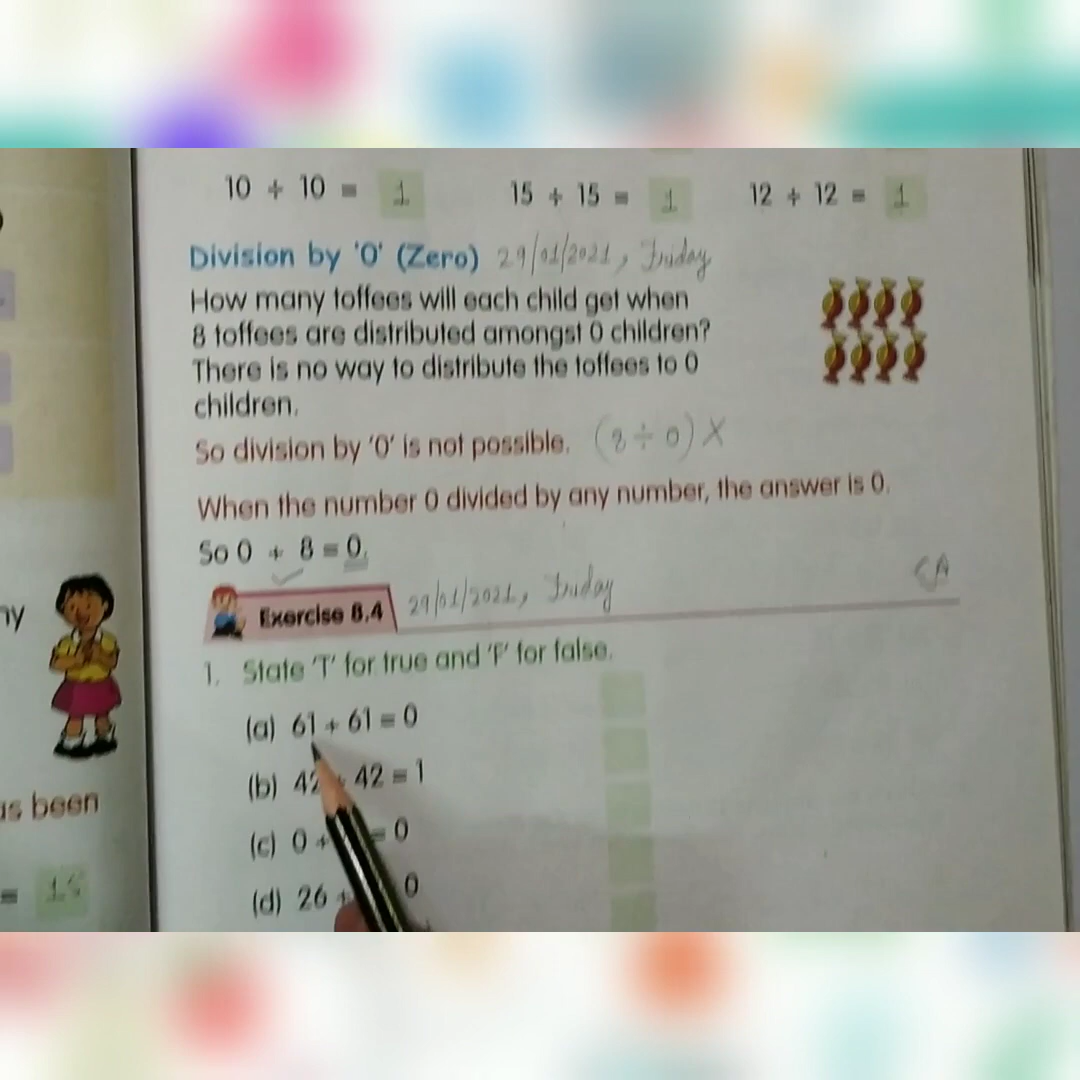 10 ÷ 10 = 1 15 ÷ 15 = 1 12 ÷ 12 = 1
Division by '0' (Zero) 29/01/2021, Friday
How many toffees will each child get when
8 toffees are distributed amongst 0 children?
There is no way to distribute the toffees to 0
children.
So division by '0' is not possible. (8 ÷ 0) X
When the number 0 divided by any number, the answer is 0.
So 0 ÷ 8 = 0.
Exercise 8.4 29/01/2021, Friday CA
1. State 'T' for true and 'F' for false.
(a) 61 ÷ 61 = 0
(b) 42 ÷ 42 = 1
(c) 0 ÷ = 0
(d) 26 ÷ 0
as been
=